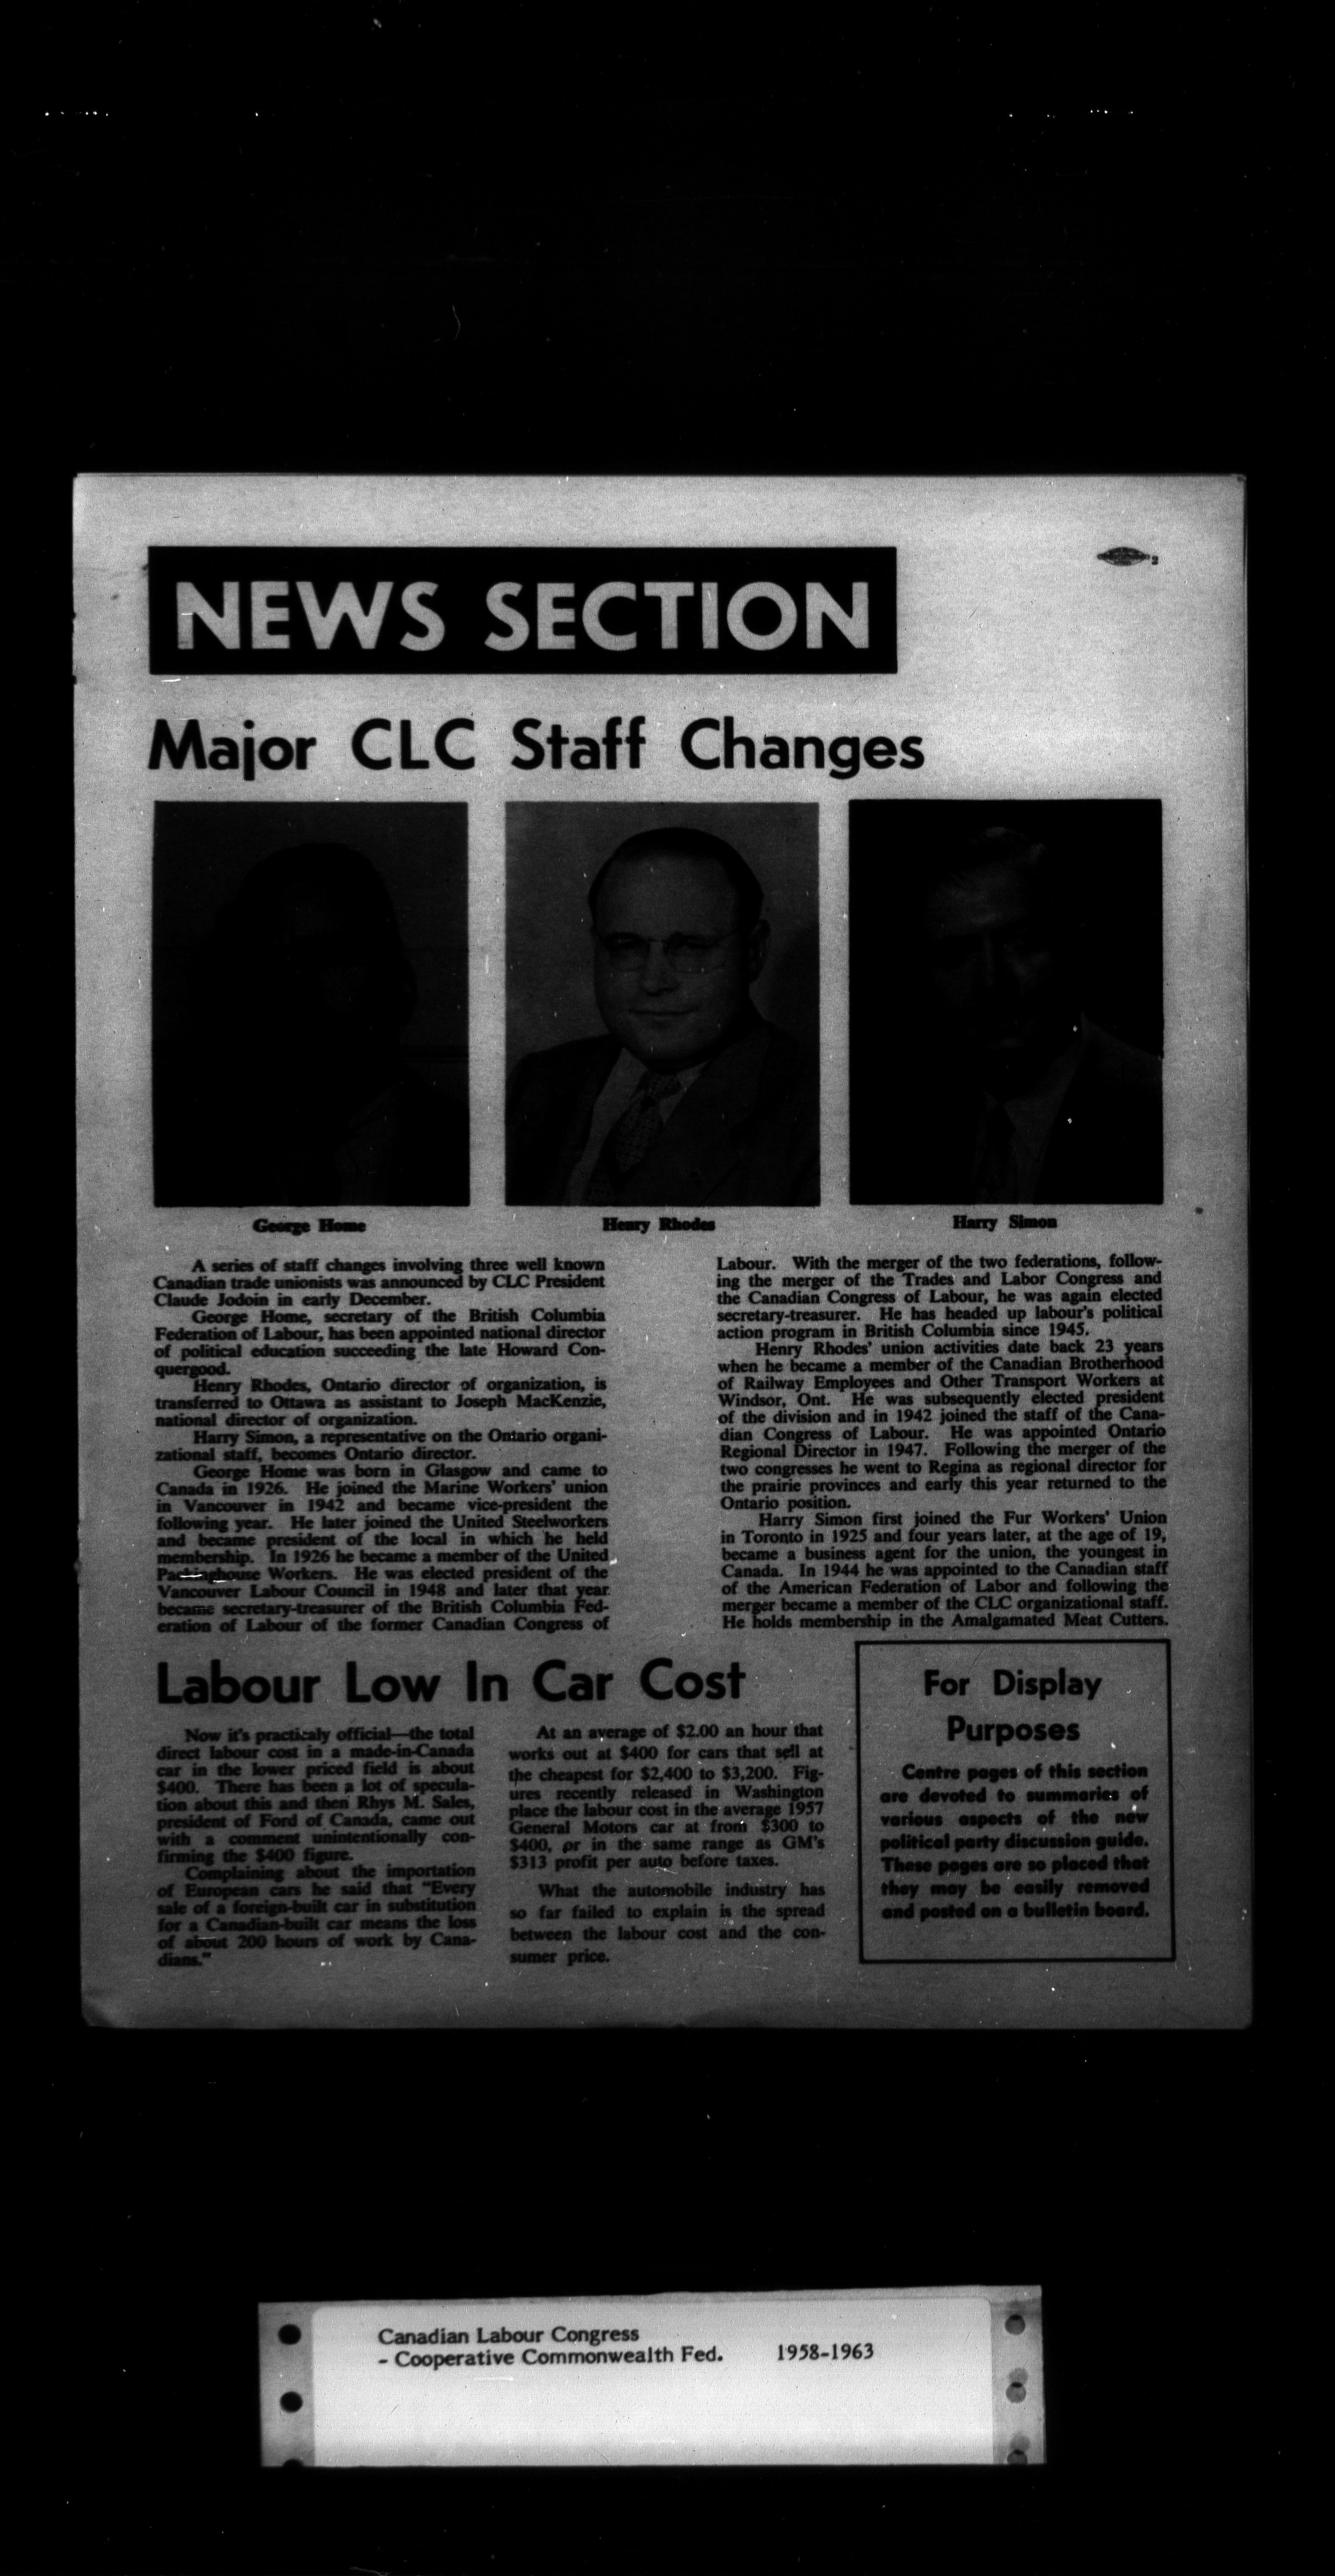 NEWS SECTION
Major CLC Staff Changes
George Home
Henry Rhodes
Harry Simon
A series of staff changes involving three well known
Canadian trade unionists was announced by CLC President
Claude Jodoin in early December.
George Home, secretary of the British Columbia
Federation of Labour, has been appointed national director
of political education succeeding the late Howard Con-
quergood.
Henry Rhodes, Ontario director of organization, is
transferred to Ottawa as assistant to Joseph MacKenzie,
national director of organization.
Harry Simon, a representative on the Ontario organi-
zational staff, becomes Ontario director.
George Home was born in Glasgow and came to
Canada in 1926. He joined the Marine Workers' union
in Vancouver in 1942 and became vice-president the
following year. He later joined the United Steelworkers
and became president of the local in which he held
membership. In 1926 he became a member of the United
Packinghouse Workers. He was elected president of the
Vancouver Labour Council in 1948 and later that year
became secretary-treasurer of the British Columbia Fed-
eration of Labour of the former Canadian Congress of
Labour. With the merger of the two federations, follow-
ing the merger of the Trades and Labor Congress and
the Canadian Congress of Labour, he was again elected
secretary-treasurer. He has headed up labour's political
action program in British Columbia since 1945.
Henry Rhodes' union activities date back 23 years
when he became a member of the Canadian Brotherhood
of Railway Employees and Other Transport Workers at
Windsor, Ont. He was subsequently elected president
of the division and in 1942 joined the staff of the Cana-
dian Congress of Labour. He was appointed Ontario
Regional Director in 1947. Following the merger of the
two congresses he went to Regina as regional director for
the prairie provinces and early this year returned to the
Ontario position.
Harry Simon first joined the Fur Workers' Union
in Toronto in 1925 and four years later, at the age of 19,
became a business agent for the union, the youngest in
Canada. In 1944 he was appointed to the Canadian staff
of the American Federation of Labor and following the
merger became a member of the CLC organizational staff.
He holds membership in the Amalgamated Meat Cutters.
Labour Low In Car Cost
Now it's practicaly official—the total
direct labour cost in a made-in-Canada
car in the lower priced field is about
$400. There has been a lot of specula-
tion about this and then Rhys M. Sales,
president of Ford of Canada, came out
with a comment unintentionally con-
firming the $400 figure.
Complaining about the importation
of European cars he said that "Every
sale of a foreign-built car in substitution
for a Canadian-built car means the loss
of about 200 hours of work by Cana-
dians."
At an average of $2.00 an hour that
works out at $400 for cars that sell at
the cheapest for $2,400 to $3,200. Fig-
ures recently released in Washington
place the labour cost in the average 1957
General Motors car at from $300 to
$400, or in the same range as GM's
$313 profit per auto before taxes.
What the automobile industry has
so far failed to explain is the spread
between the labour cost and the con-
sumer price.
For Display
Purposes
Centre pages of this section
are devoted to summaries of
various aspects of the new
political party discussion guide.
These pages are so placed that
they may be easily removed
and posted on a bulletin board.
Canadian Labour Congress
- Cooperative Commonwealth Fed. 1958-1963